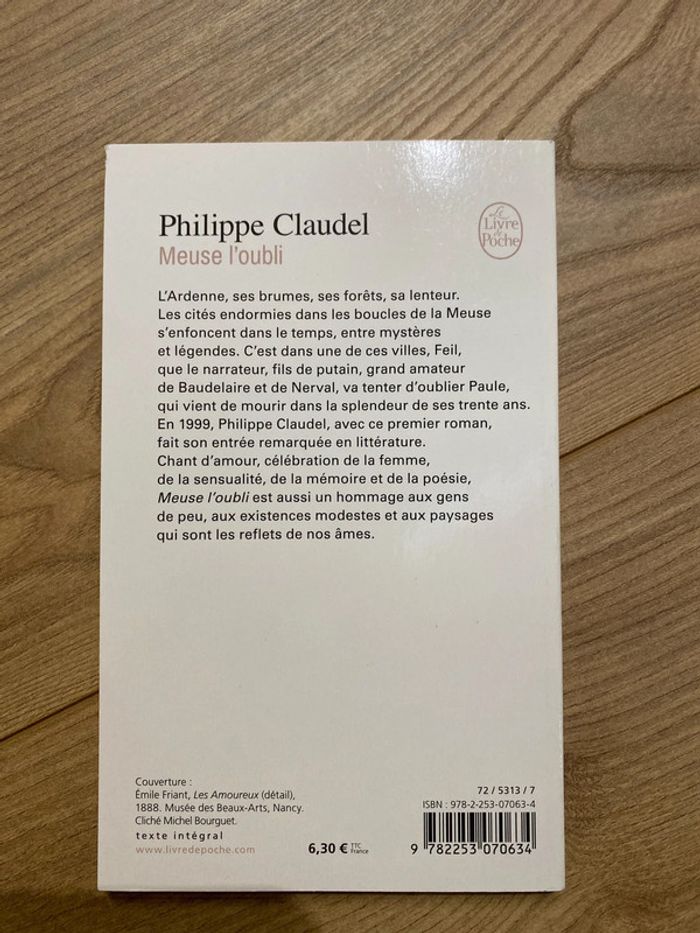 Philippe Claudel
Meuse l'oubli
Le
Livre
de
Poche
L'Ardenne, ses brumes, ses forêts, sa lenteur.
Les cités endormies dans les boucles de la Meuse
s'enfoncent dans le temps, entre mystères
et légendes. C'est dans une de ces villes, Feil,
que le narrateur, fils de putain, grand amateur
de Baudelaire et de Nerval, va tenter d'oublier Paule,
qui vient de mourir dans la splendeur de ses trente ans.
En 1999, Philippe Claudel, avec ce premier roman,
fait son entrée remarquée en littérature.
Chant d'amour, célébration de la femme,
de la sensualité, de la mémoire et de la poésie,
Meuse l'oubli est aussi un hommage aux gens
de peu, aux existences modestes et aux paysages
qui sont les reflets de nos âmes.
Couverture :
Émile Friant, Les Amoureux (détail),
1888. Musée des Beaux-Arts, Nancy.
Cliché Michel Bourguet.
texte intégral
www.livredepoche.com
6,30 € TTC France
72 / 5313 / 7
ISBN : 978-2-253-07063-4
9 782253 070634